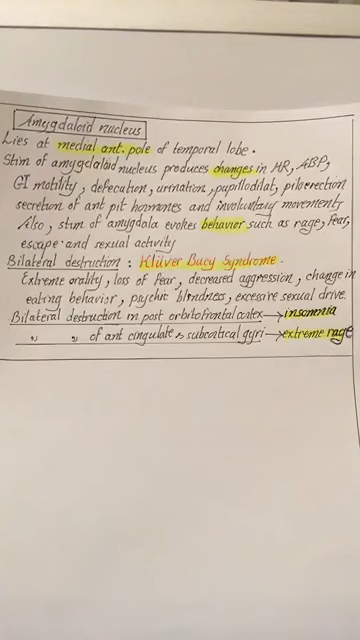 Amygdaloid nucleus
Lies at medial ant. pole of temporal lobe.
Stim of amygdaloid nucleus produces changes in HR, ABP,
GI motility, defecution, urination, pupillodilat, piloerection
secretion of ant pit hormones and involuntary movements
Also, stim of amygdala evokes behavior such as rage, fear,
escape and sexual activity
Bilateral destruction : Klüver Bucy Syndrome.
Extreme orality, loss of fear, decreased aggression, change in
eating behavior, psychic blindness, excessive sexual drive.
Bilateral destruction in post orbitofrontal cortex → insomnia
" " of ant cingulate & subcortical gyri → extreme rage